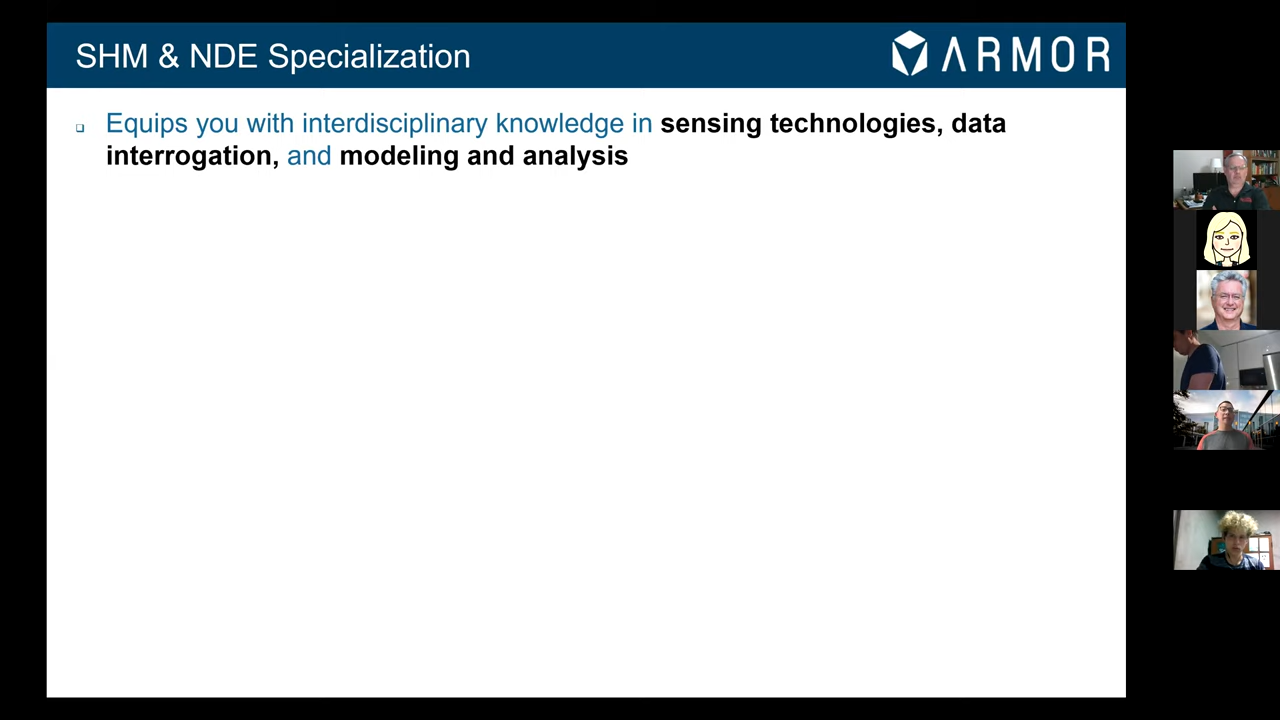 SHM & NDE Specialization
ARMOR
Equips you with interdisciplinary knowledge in sensing technologies, data
interrogation, and modeling and analysis